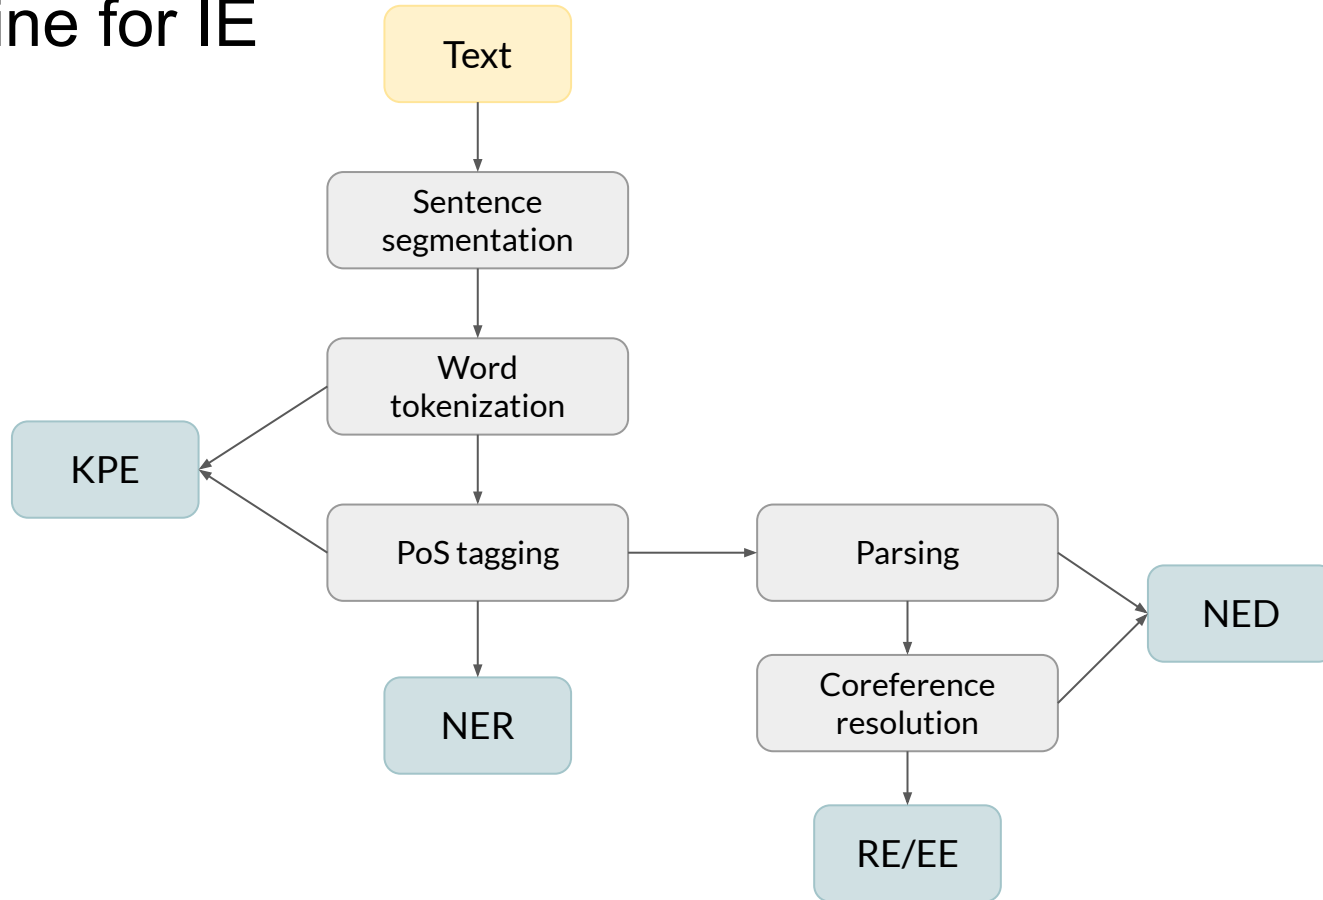 ine for IE
Text
Sentence
segmentation
Word
tokenization
KPE
PoS tagging
Parsing
NED
Coreference
resolution
NER
RE/EE